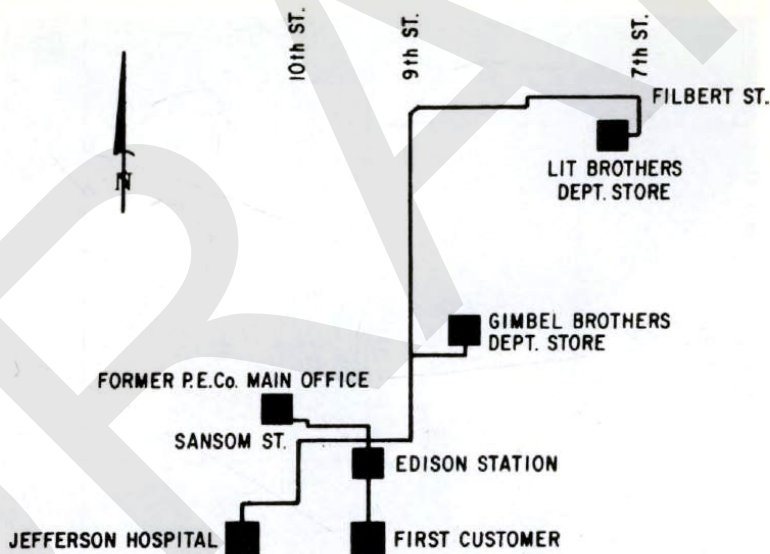 10th ST.
9th ST.
7th ST.
FILBERT ST.
N
LIT BROTHERS
DEPT. STORE
GIMBEL BROTHERS
DEPT. STORE
FORMER P.E.Co. MAIN OFFICE
SANSOM ST.
EDISON STATION
JEFFERSON HOSPITAL
FIRST CUSTOMER